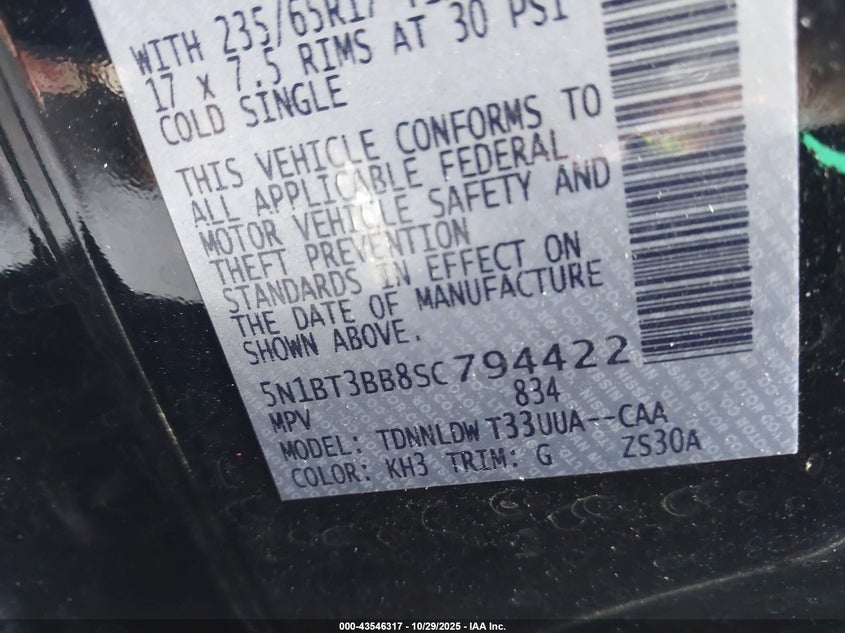 WITH 235/65R17
17 X 7.5 RIMS AT 30 PSI
COLD SINGLE
THIS VEHICLE CONFORMS TO
ALL APPLICABLE FEDERAL
MOTOR VEHICLE SAFETY AND
THEFT PREVENTION
STANDARDS IN EFFECT ON
THE DATE OF MANUFACTURE
SHOWN ABOVE.
5N1BT3BB8SC794422
MPV 834
MODEL: TDNNLDW T33UUA--CAA
COLOR: KH3 TRIM: G ZS30A
000-43546317 - 10/29/2025 - IAA Inc.